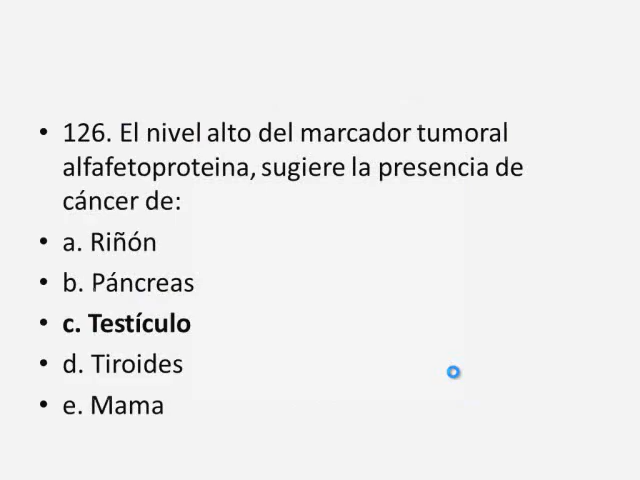 • 126. El nivel alto del marcador tumoral
alfafetoproteina, sugiere la presencia de
cáncer de:
• a. Riñón
• b. Páncreas
• c. Testículo
• d. Tiroides
• e. Mama